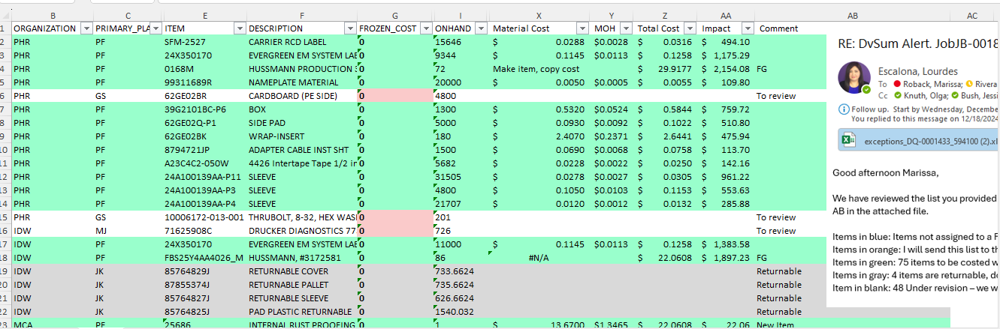 B C E F G I X Y Z AA AB AC
1 ORGANIZATION PRIMARY_PLA ITEM DESCRIPTION FROZEN_COST ONHAND Material Cost MOH Total Cost Impact Comment
2 PHR PF SFM-2527 CARRIER RCD LABEL 0 15646 $ 0.0288 $0.0028 $ 0.0316 $ 494.10
3 PHR PF 24X350170 EVERGREEN EM SYSTEM LAE 0 9344 $ 0.1145 $0.0113 $ 0.1258 $ 1,175.29
4 PHR PF 0168M HUSSMANN PRODUCTION 0 72 Make item, copy cost $ 29.9177 $ 2,154.08 FG
5 PHR PF 99311689R NAMEPLATE MATERIAL 0 20000 $ 0.0050 $0.0005 $ 0.0055 $ 109.80
6 PHR GS 62GE02BR CARDBOARD (PE SIDE) 0 4800 To review
7 PHR PF 39G2101BC-P6 BOX 0 1300 $ 0.5320 $0.0524 $ 0.5844 $ 759.72
8 PHR PF 62GE02Q-P1 SIDE PAD 0 5000 $ 0.0930 $0.0092 $ 0.1022 $ 510.80
9 PHR PF 62GE02BK WRAP-INSERT 0 180 $ 2.4070 $0.2371 $ 2.6441 $ 475.94
10 PHR PF 8794721JP ADAPTER CABLE INST SHT 0 1500 $ 0.0690 $0.0068 $ 0.0758 $ 113.70
11 PHR PF A23C4C2-050W 4426 Intertape Tape 1/2 in 0 5682 $ 0.0228 $0.0022 $ 0.0250 $ 142.16
12 PHR PF 24A100139AA-P11 SLEEVE 0 31505 $ 0.0278 $0.0027 $ 0.0305 $ 961.22
13 PHR PF 24A100139AA-P3 SLEEVE 0 4800 $ 0.1050 $0.0103 $ 0.1153 $ 553.63
14 PHR PF 24A100139AA-P4 SLEEVE 0 21707 $ 0.0120 $0.0012 $ 0.0132 $ 285.88
15 PHR GS 10006172-013-001 THRUBOLT, 8-32, HEX WASH 0 201 To review
16 IDW MJ 71625908C DRUCKER DIAGNOSTICS 77 0 726 To review
17 IDW PF 24X350170 EVERGREEN EM SYSTEM LAE 0 11000 $ 0.1145 $0.0113 $ 0.1258 $ 1,383.58
18 IDW PF FBS25Y4AA4026_M HUSSMANN, #3172581 0 86 #N/A $ 22.0608 $ 1,897.23 FG
19 IDW JK 85764829J RETURNABLE COVER 0 733.6624 Returnable
20 IDW JK 87855374J RETURNABLE PALLET 0 735.6624 Returnable
21 IDW JK 85764827J RETURNABLE SLEEVE 0 626.6624 Returnable
22 IDW JK 85764825J PAD PLASTIC RETURNABLE 0 1540.032 Returnable
23 MCA PF 25686 INTERNAL RUST PROOFING 0 1 $ 13.6700 $1.3465 $ 22.0608 $ 22.06 New Item
RE: DvSum Alert. JobJB-0018
Escalona, Lourdes
To Roback, Marissa; Rivera
Cc Knuth, Olga; Bush, Jessi
Follow up. Start by Wednesday, Decembe
You replied to this message on 12/18/2024
exceptions_DQ-0001433_594100 (2).xl
Good afternoon Marissa,
We have reviewed the list you provided
AB in the attached file.
Items in blue: Items not assigned to a
Items in orange: I will send this list to th
Items in green: 75 items to be costed w
Items in gray: 4 items are returnable, do
Item in blank: 48 Under revision – we w